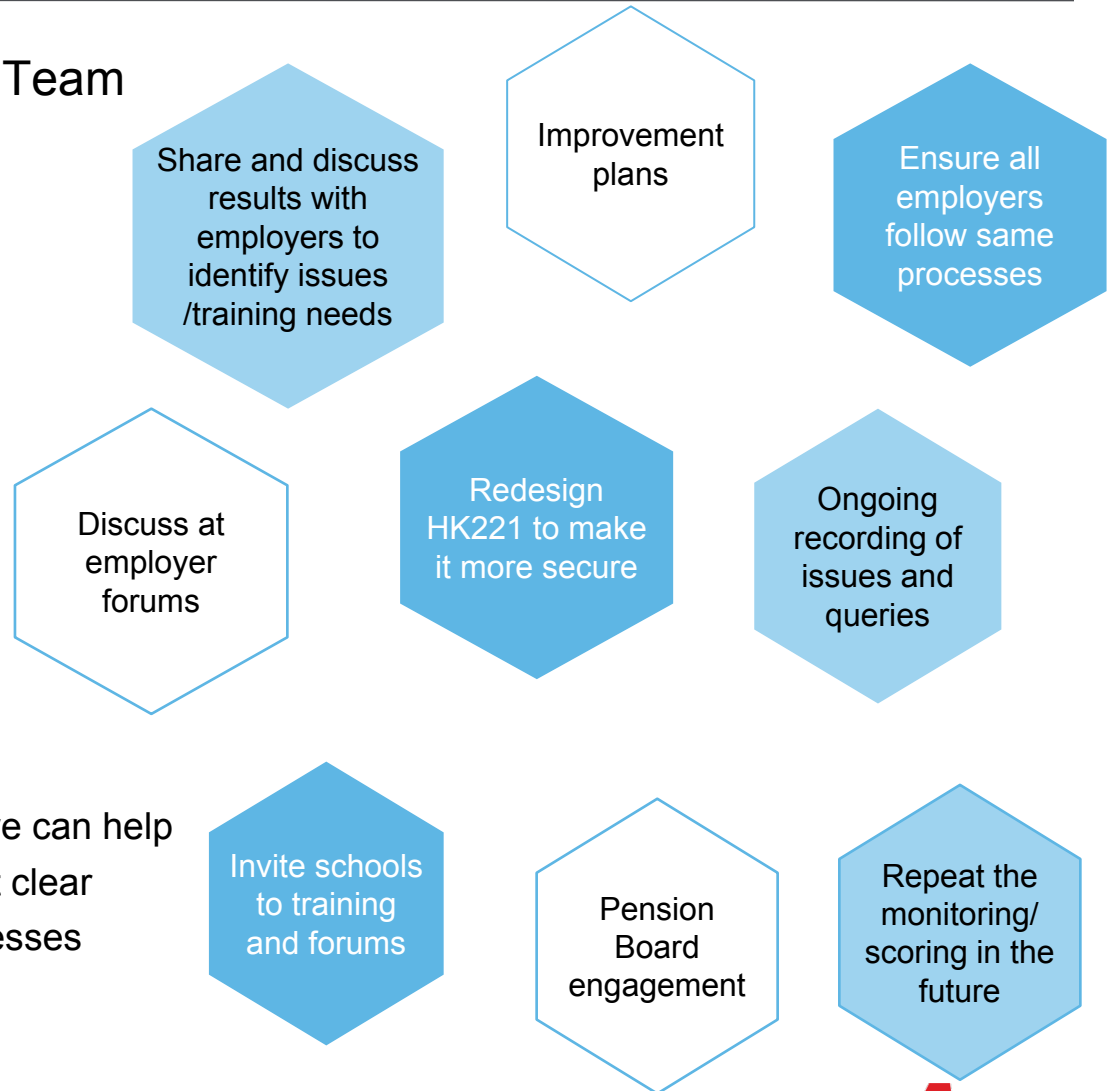 Team
Share and discuss
results with
employers to
identify issues
/training needs
Improvement
plans
Ensure all
employers
follow same
processes
Discuss at
employer
forums
Redesign
HK221 to make
it more secure
Ongoing
recording of
issues and
queries
can help
clear
Invite schools
to training
and forums
Pension
Board
engagement
Repeat the
monitoring/
scoring in the
future